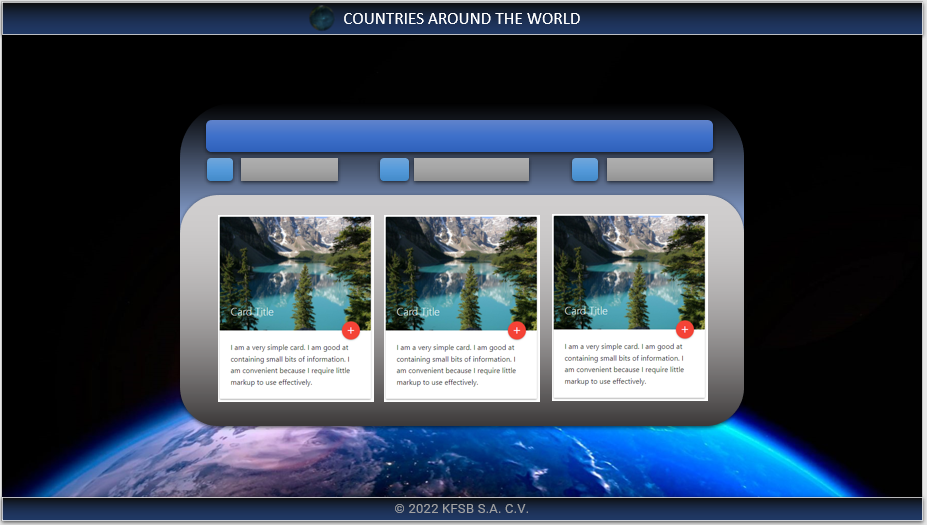 COUNTRIES AROUND THE WORLD
Card Title
I am a very simple card. I am good at
containing small bits of information. I
am convenient because I require little
markup to use effectively.
Card Title
I am a very simple card. I am good at
containing small bits of information. I
am convenient because I require little
markup to use effectively.
Card Title
I am a very simple card. I am good at
containing small bits of information. I
am convenient because I require little
markup to use effectively.
© 2022 KFSB S.A. C.V.